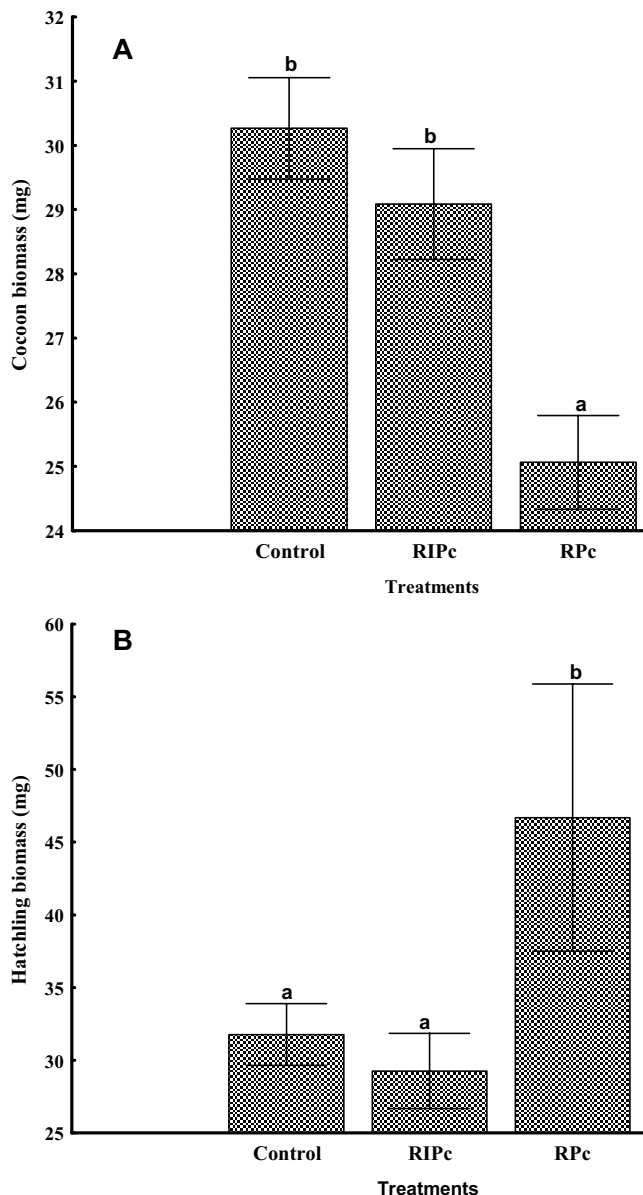 A
Cocoon biomass (mg)
32
31
30
29
28
27
26
25
24
b
b
a
Control
RIPc
RPc
Treatments
B
Hatchling biomass (mg)
60
55
50
45
40
35
30
25
a
a
b
Control
RIPc
RPc
Treatments